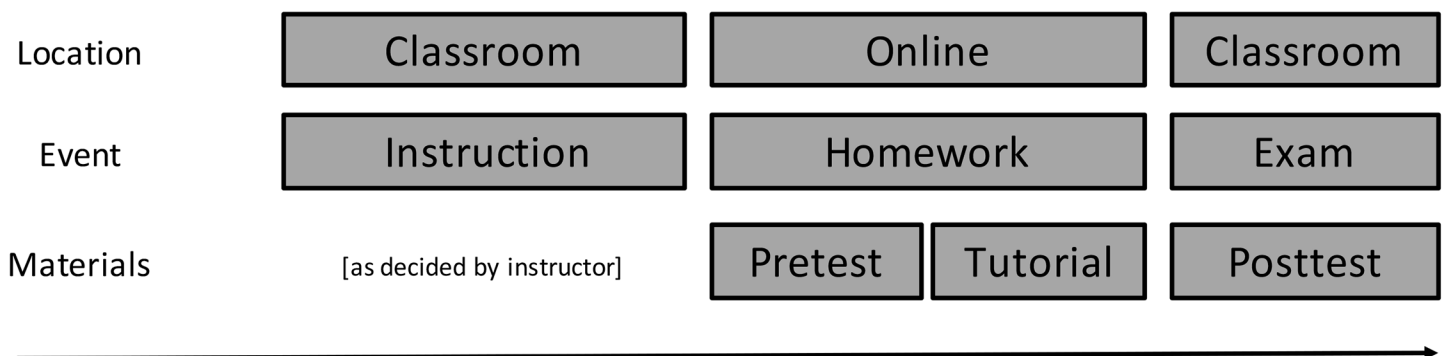 Location Classroom Online Classroom
Event Instruction Homework Exam
Materials [as decided by instructor] Pretest Tutorial Posttest